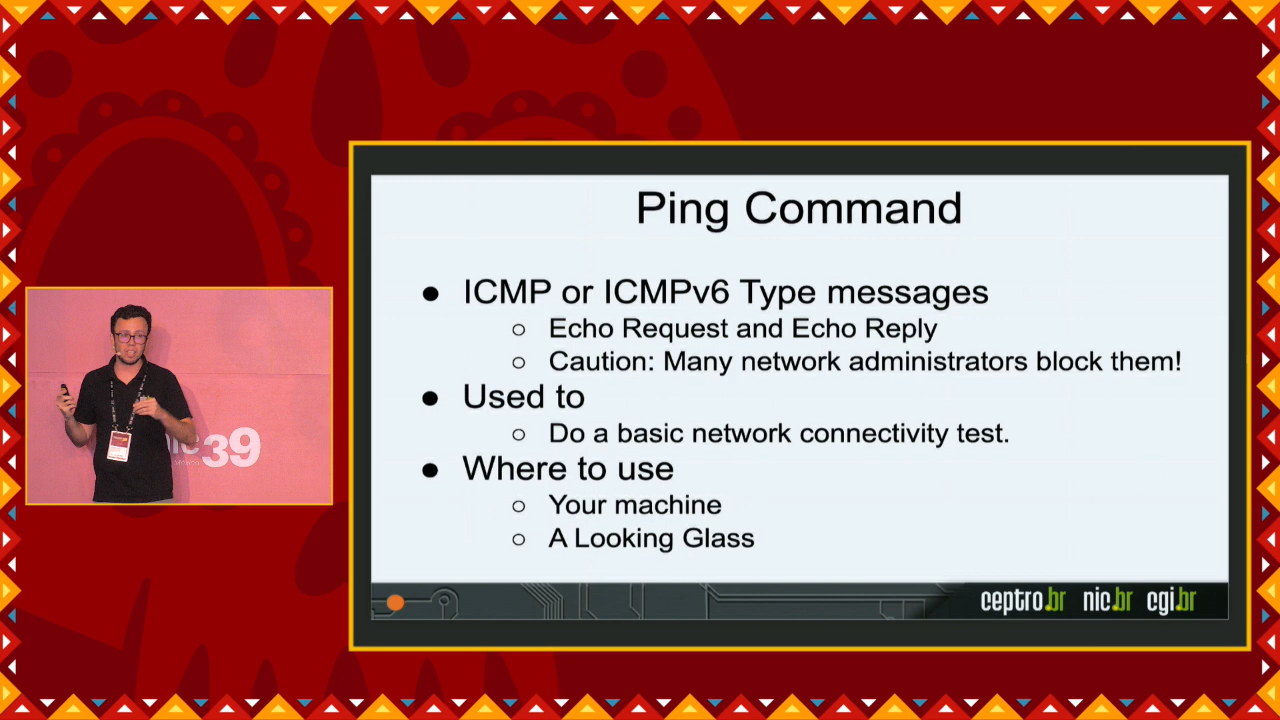 Ping Command
● ICMP or ICMPv6 Type messages
○ Echo Request and Echo Reply
○ Caution: Many network administrators block them!
● Used to
○ Do a basic network connectivity test.
● Where to use
○ Your machine
○ A Looking Glass
39
ceptro.br nic.br cgi.br